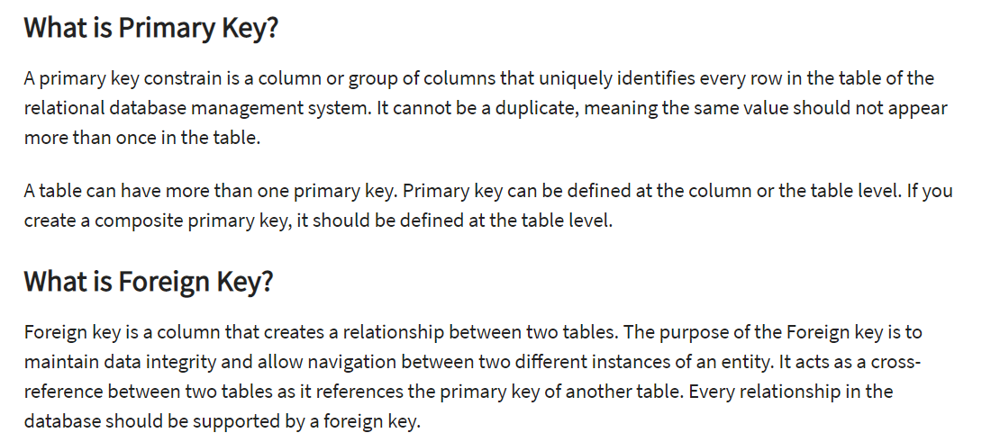 What is Primary Key?
A primary key constrain is a column or group of columns that uniquely identifies every row in the table of the
relational database management system. It cannot be a duplicate, meaning the same value should not appear
more than once in the table.
A table can have more than one primary key. Primary key can be defined at the column or the table level. If you
create a composite primary key, it should be defined at the table level.
What is Foreign Key?
Foreign key is a column that creates a relationship between two tables. The purpose of the Foreign key is to
maintain data integrity and allow navigation between two different instances of an entity. It acts as a cross-
reference between two tables as it references the primary key of another table. Every relationship in the
database should be supported by a foreign key.